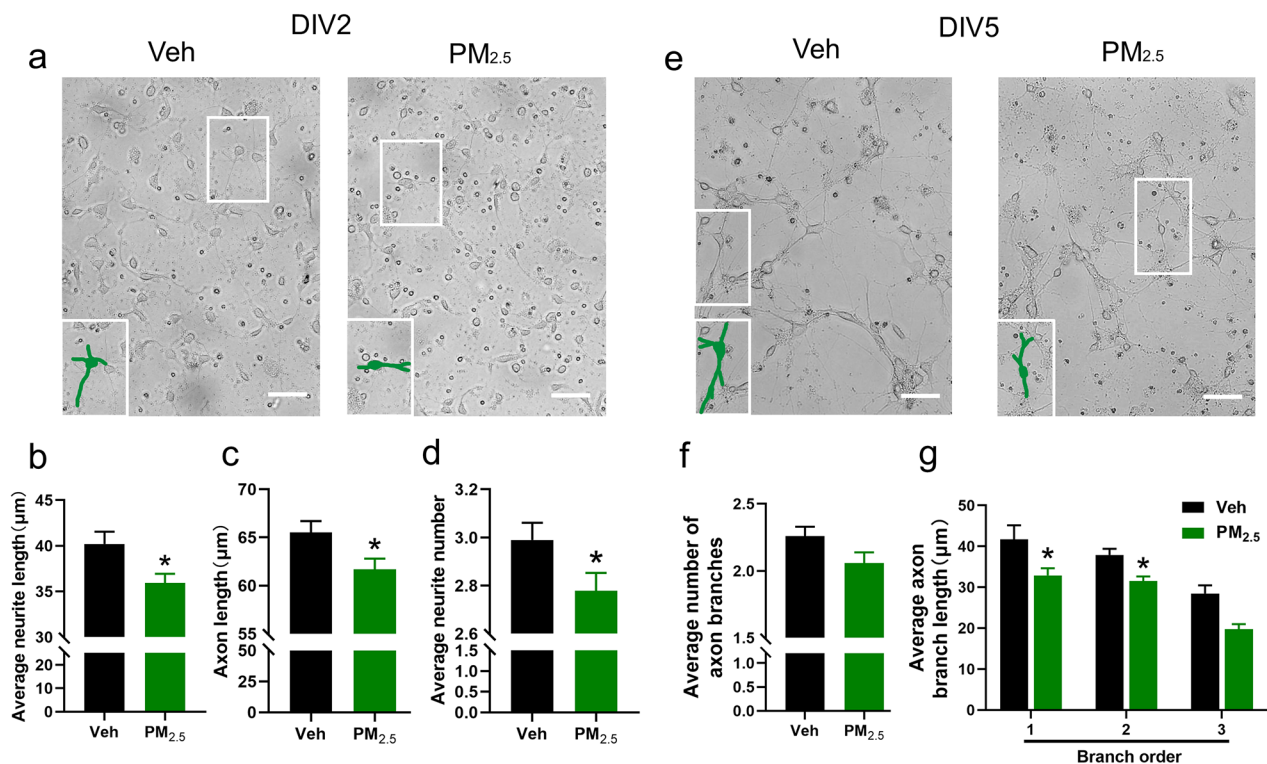 DIV2
DIV5
a
Veh
PM2.5
e
Veh
PM2.5
b
Average neurite length(μm)
45
40
35
30
20
10
0
Veh
PM2.5
*
c
Axon length(μm)
70
65
60
55
50
0
Veh
PM2.5
*
d
Average neurite number
3.2
3.0
2.8
2.6
1.5
1.0
0.5
0.0
Veh
PM2.5
*
f
Average number of
axon branches
2.5
2.0
1.5
1.0
0.5
0.0
Veh
PM2.5
g
Average axon
branch length(μm)
50
40
30
20
10
0
*
*
Veh
PM2.5
1
2
3
Branch order